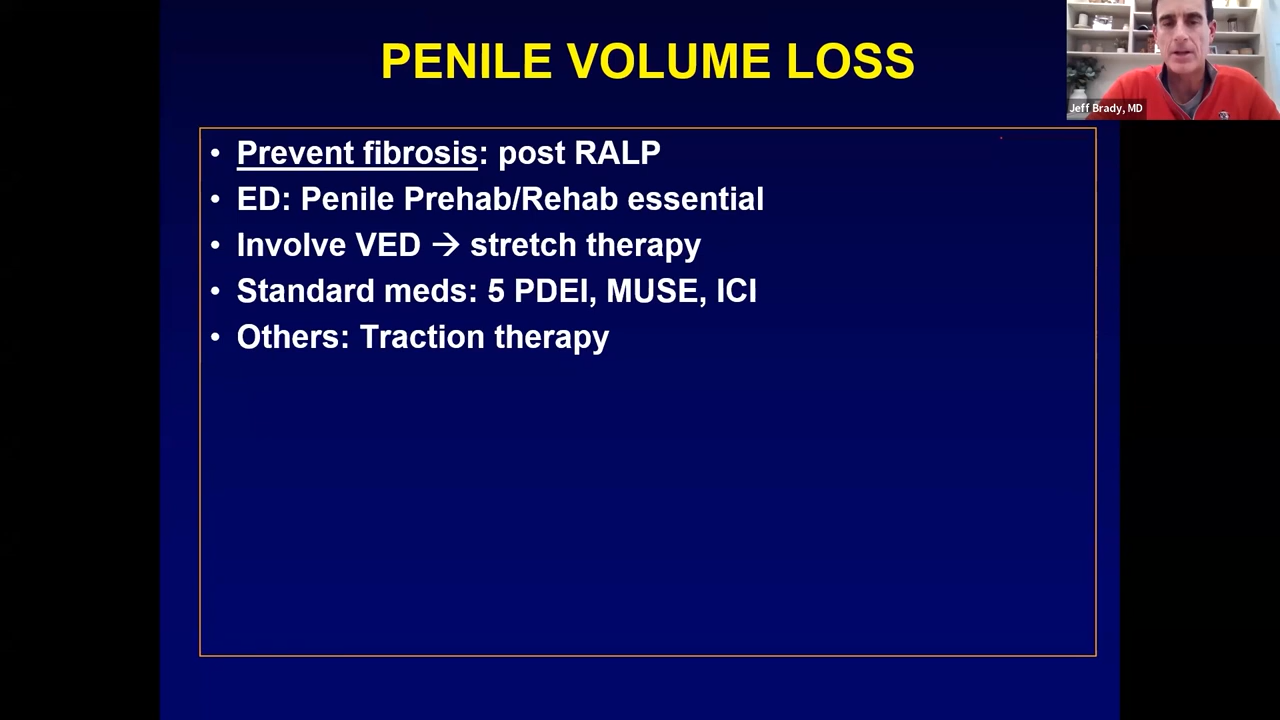 PENILE VOLUME LOSS
Jeff Brady, MD
• Prevent fibrosis: post RALP
• ED: Penile Prehab/Rehab essential
• Involve VED → stretch therapy
• Standard meds: 5 PDEI, MUSE, ICI
• Others: Traction therapy